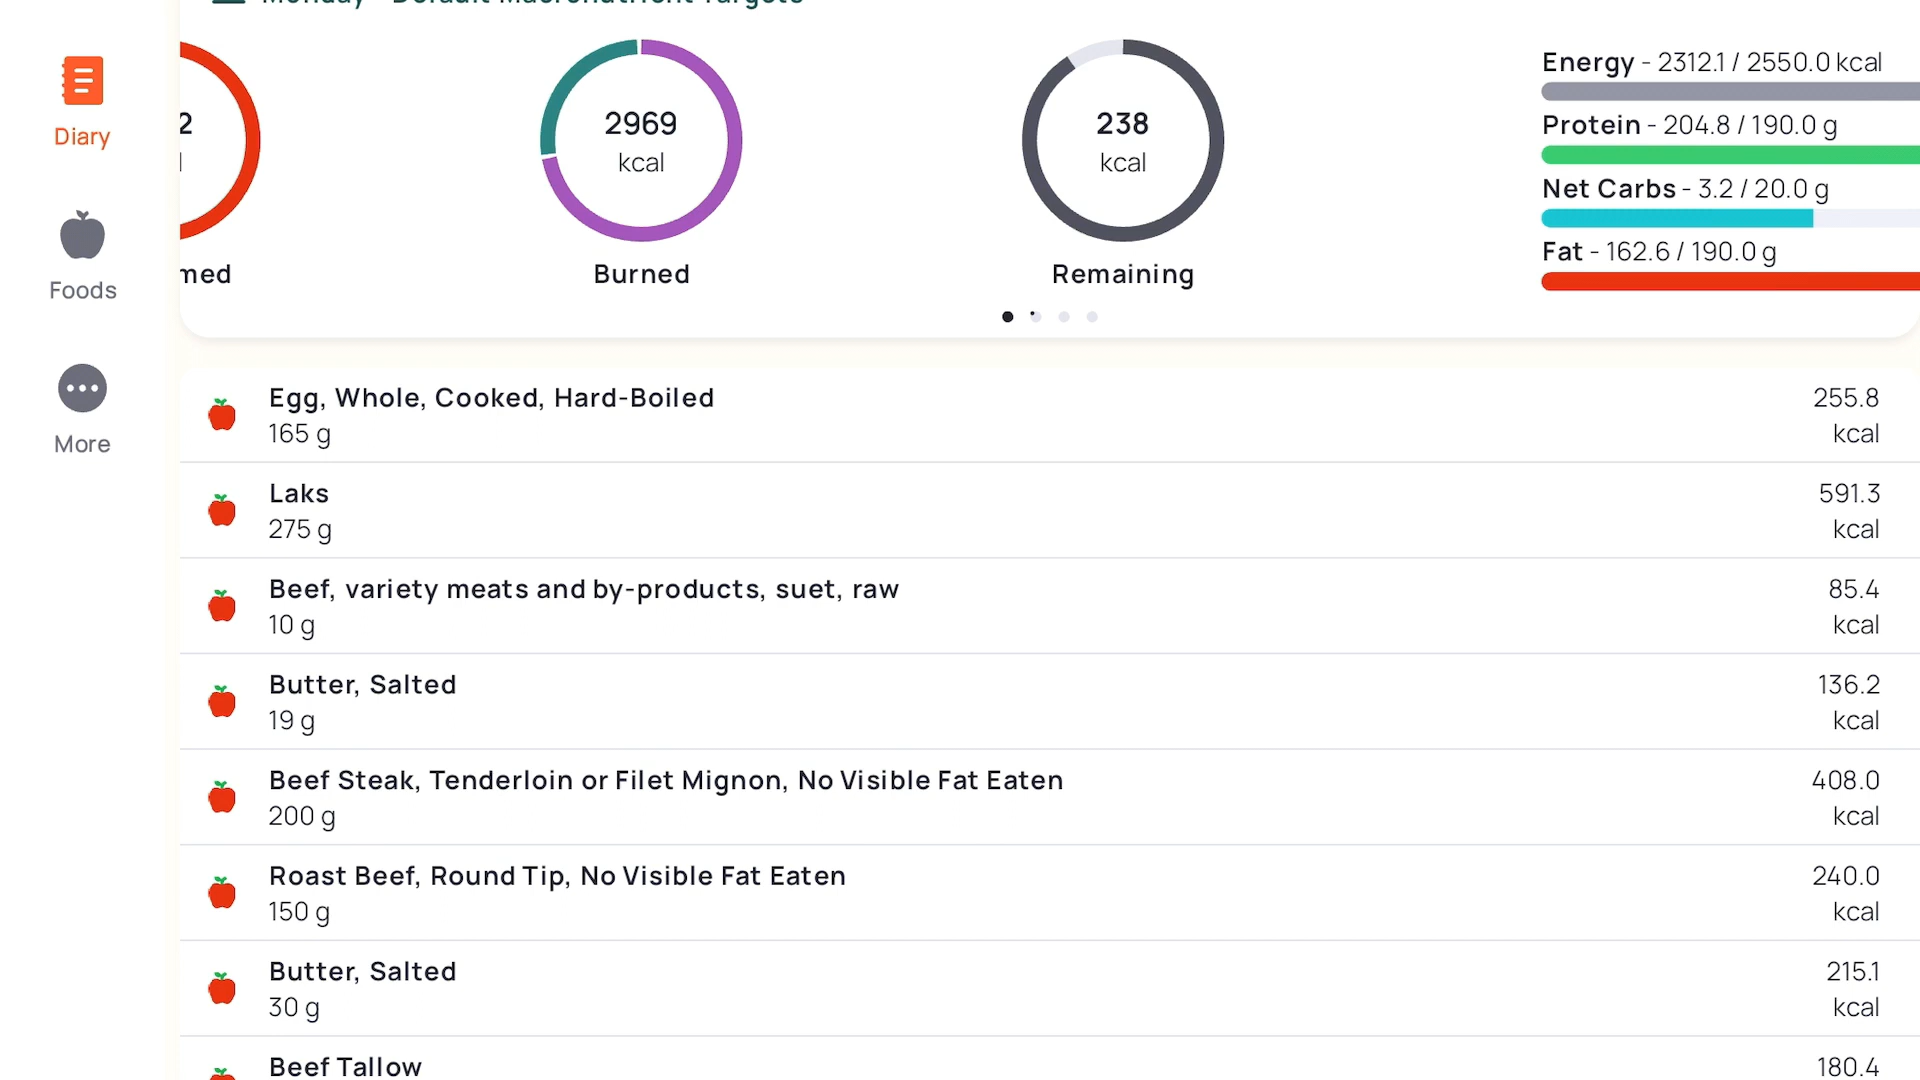 Monday - Default Macronutrient Targets
Diary
Foods
More
2
med
2969
kcal
Burned
238
kcal
Remaining
Energy - 2312.1 / 2550.0 kcal
Protein - 204.8 / 190.0 g
Net Carbs - 3.2 / 20.0 g
Fat - 162.6 / 190.0 g
Egg, Whole, Cooked, Hard-Boiled
165 g
255.8
kcal
Laks
275 g
591.3
kcal
Beef, variety meats and by-products, suet, raw
10 g
85.4
kcal
Butter, Salted
19 g
136.2
kcal
Beef Steak, Tenderloin or Filet Mignon, No Visible Fat Eaten
200 g
408.0
kcal
Roast Beef, Round Tip, No Visible Fat Eaten
150 g
240.0
kcal
Butter, Salted
30 g
215.1
kcal
Beef Tallow
180.4